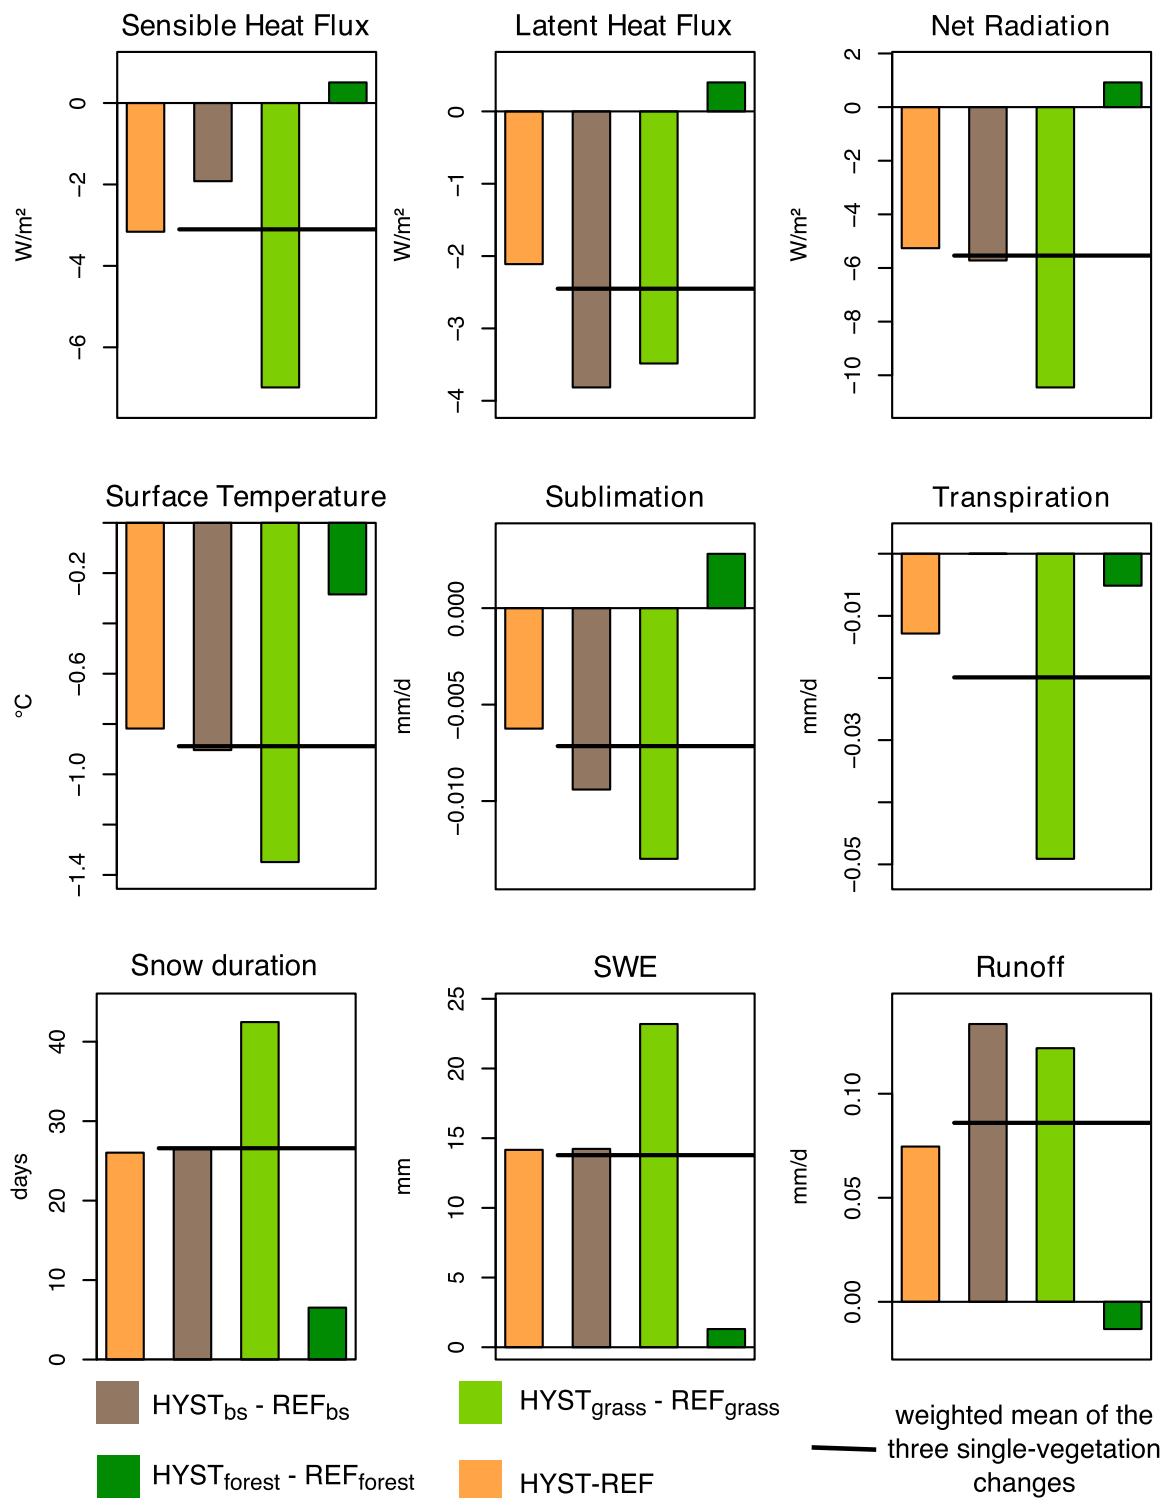 Sensible Heat Flux
W/m²
0
−2
−4
−6
Latent Heat Flux
W/m²
0
−1
−2
−3
−4
Net Radiation
W/m²
2
0
−2
−4
−6
−8
−10
Surface Temperature
°C
−0.2
−0.6
−1.0
−1.4
Sublimation
mm/d
0.000
−0.005
−0.010
Transpiration
mm/d
−0.01
−0.03
−0.05
Snow duration
days
40
30
20
10
0
SWE
mm
25
20
15
10
5
0
Runoff
mm/d
0.10
0.05
0.00
HYSTbs - REFbs
HYSTgrass - REFgrass
HYSTforest - REFforest
HYST-REF
weighted mean of the
three single-vegetation
changes